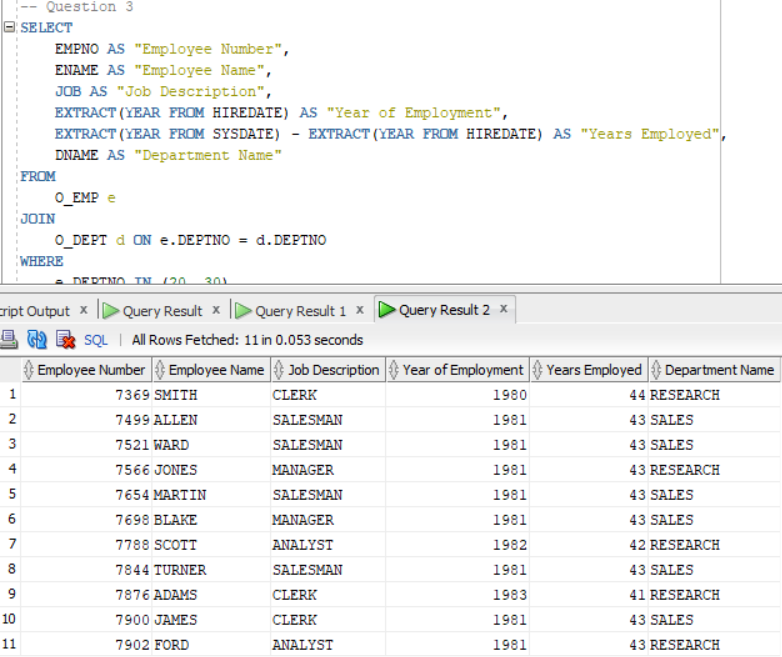 -- Question 3
SELECT
EMPNO AS "Employee Number",
ENAME AS "Employee Name",
JOB AS "Job Description",
EXTRACT(YEAR FROM HIREDATE) AS "Year of Employment",
EXTRACT(YEAR FROM SYSDATE) - EXTRACT(YEAR FROM HIREDATE) AS "Years Employed",
DNAME AS "Department Name"
FROM
O_EMP e
JOIN
O_DEPT d ON e.DEPTNO = d.DEPTNO
WHERE
e.DEPTNO IN (20, 30)
cript Output x Query Result x Query Result 1 x Query Result 2 x
SQL | All Rows Fetched: 11 in 0.053 seconds
Employee Number Employee Name Job Description Year of Employment Years Employed Department Name
1 7369 SMITH CLERK 1980 44 RESEARCH
2 7499 ALLEN SALESMAN 1981 43 SALES
3 7521 WARD SALESMAN 1981 43 SALES
4 7566 JONES MANAGER 1981 43 RESEARCH
5 7654 MARTIN SALESMAN 1981 43 SALES
6 7698 BLAKE MANAGER 1981 43 SALES
7 7788 SCOTT ANALYST 1982 42 RESEARCH
8 7844 TURNER SALESMAN 1981 43 SALES
9 7876 ADAMS CLERK 1983 41 RESEARCH
10 7900 JAMES CLERK 1981 43 SALES
11 7902 FORD ANALYST 1981 43 RESEARCH